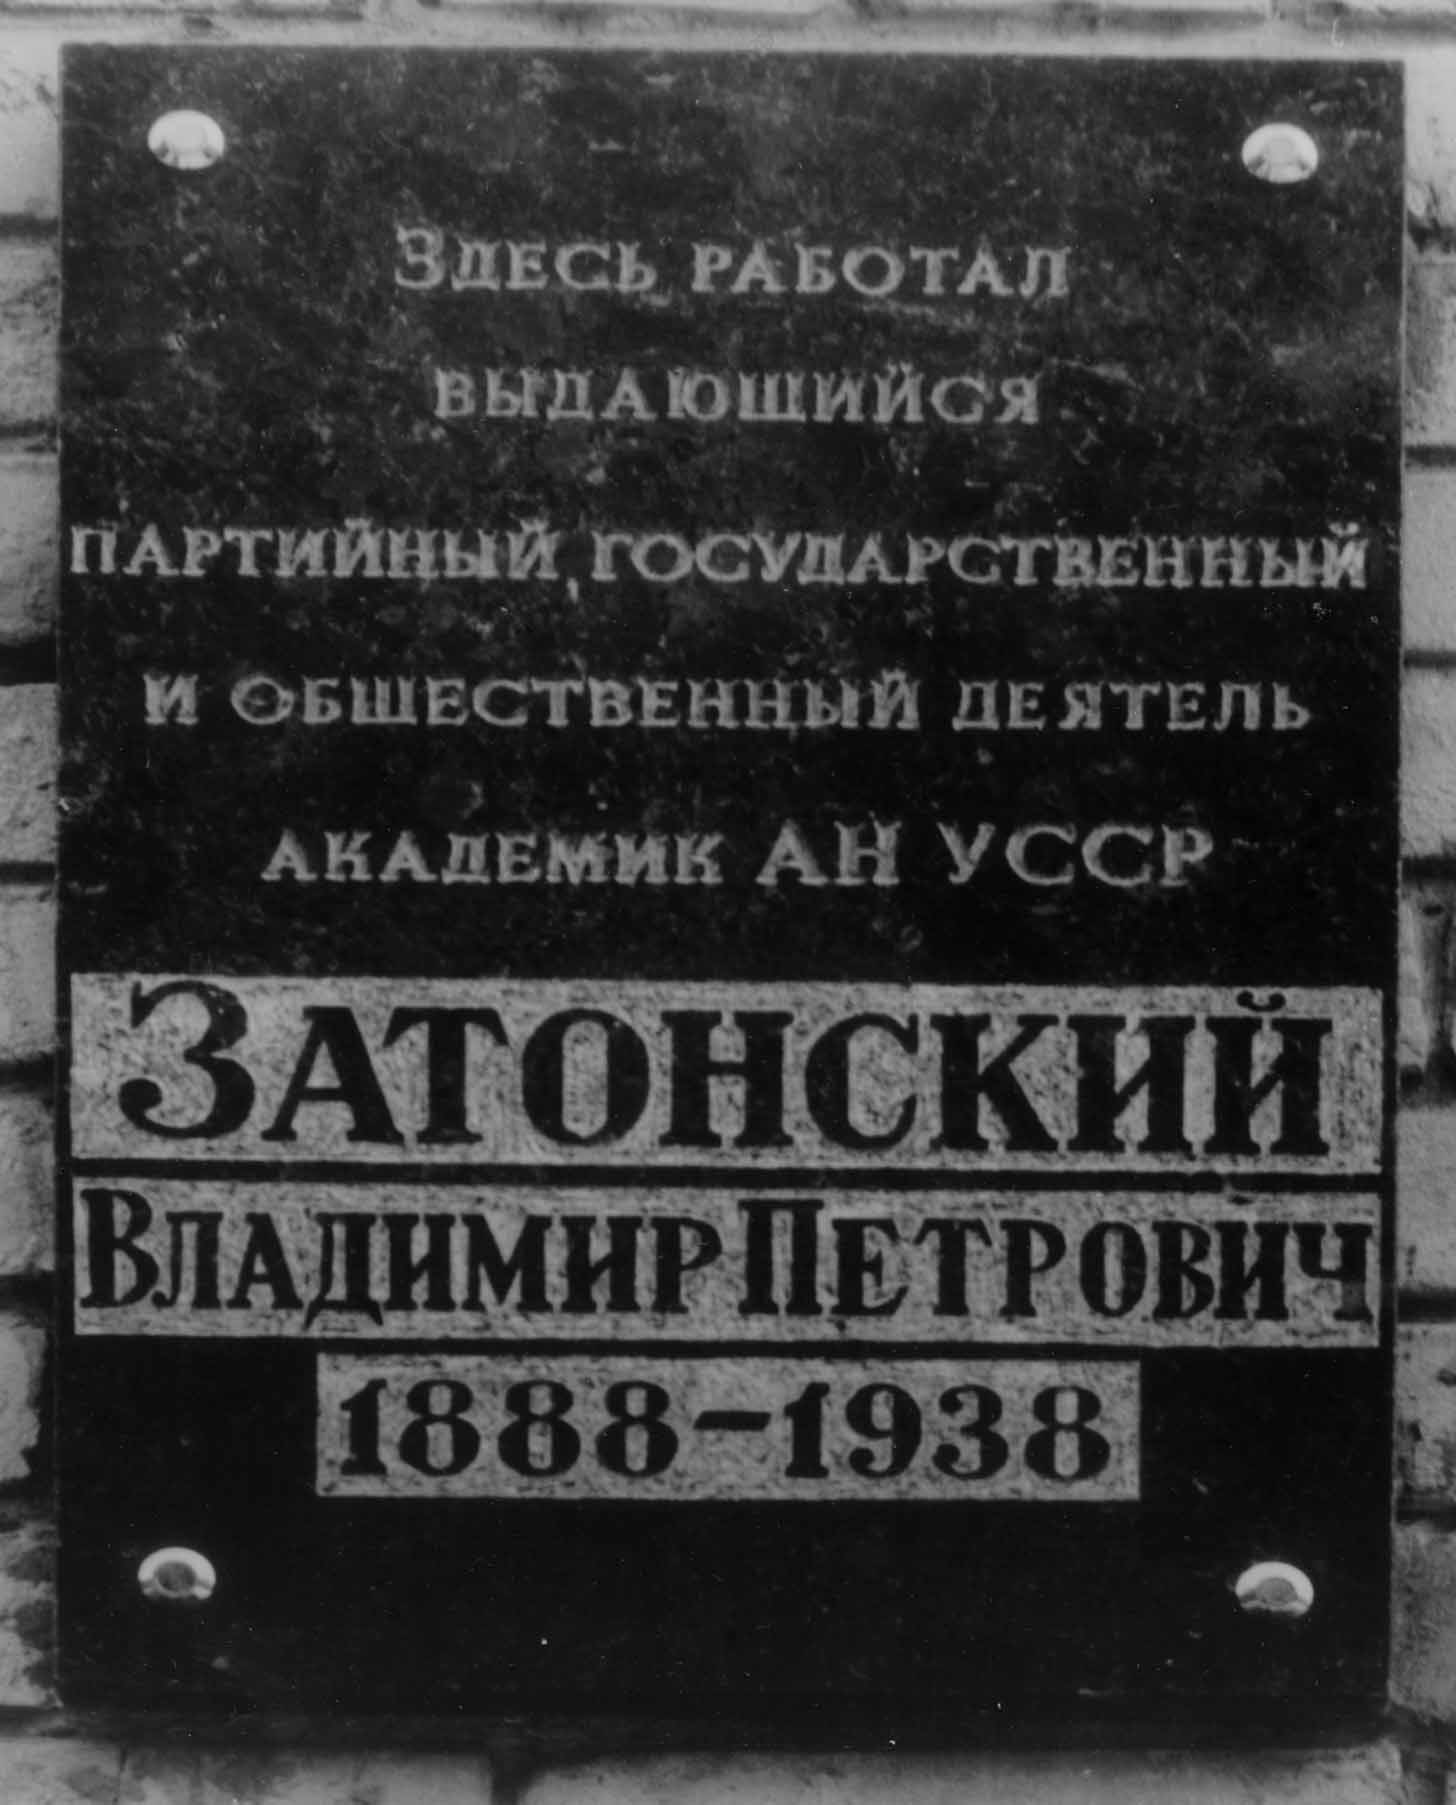 Здесь работал
выдающийся
партийный, государственный
и общественный деятель
академик АН УССР
Затонский
Владимир Петрович
1888-1938